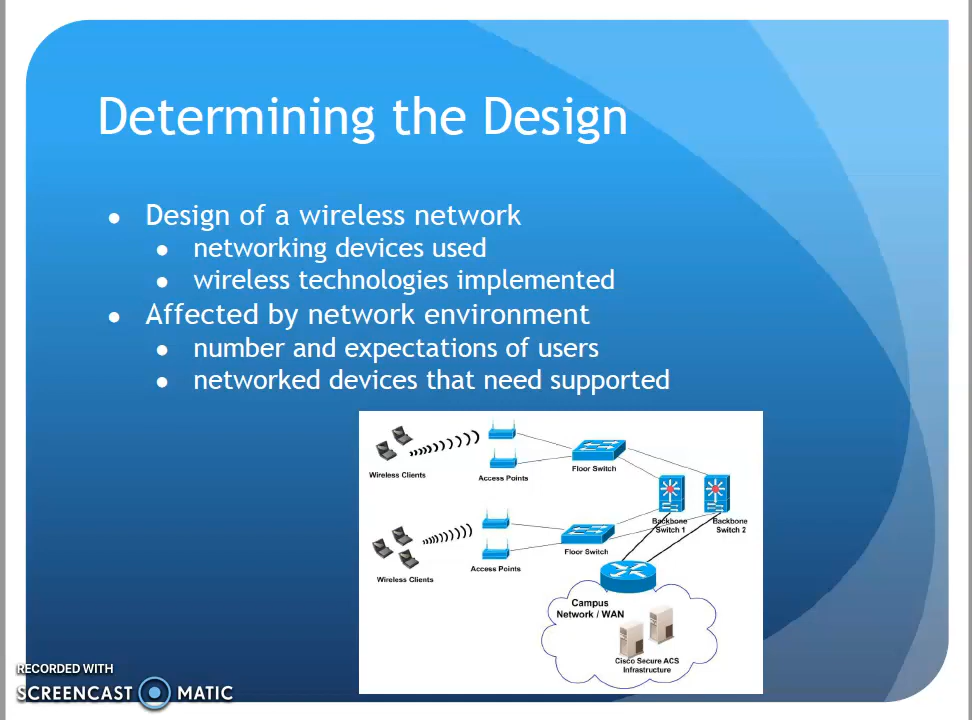 Determining the Design
● Design of a wireless network
● networking devices used
● wireless technologies implemented
● Affected by network environment
● number and expectations of users
● networked devices that need supported
Wireless Clients
Access Points
Floor Switch
Backbone
Switch 1
Backbone
Switch 2
Wireless Clients
Access Points
Floor Switch
Campus
Network / WAN
Cisco Secure ACS
Infrastructure
RECORDED WITH
SCREENCAST MATIC